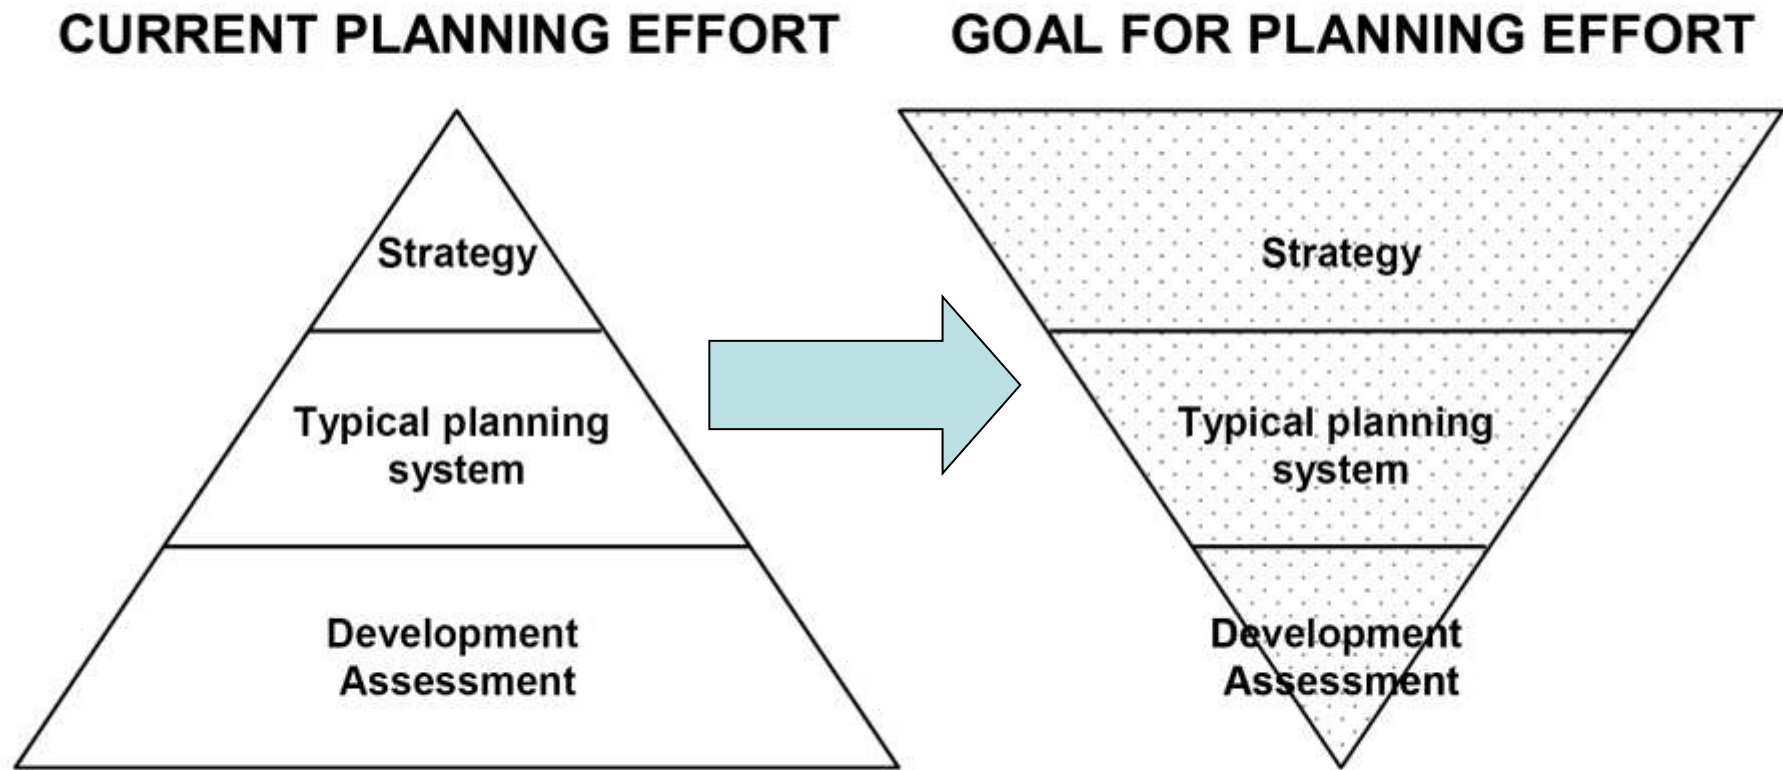 CURRENT PLANNING EFFORT
Strategy
Typical planning
system
Development
Assessment
GOAL FOR PLANNING EFFORT
Strategy
Typical planning
system
Development
Assessment